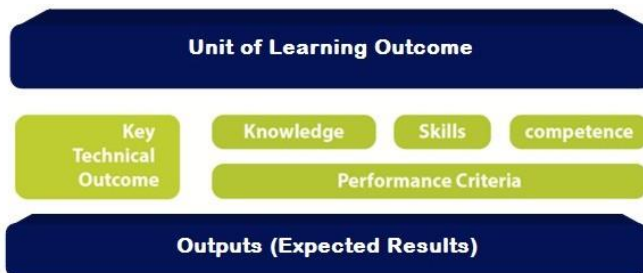 Unit of Learning Outcome
Key
Technical
Outcome
Knowledge
Skills
competence
Performance Criteria
Outputs (Expected Results)